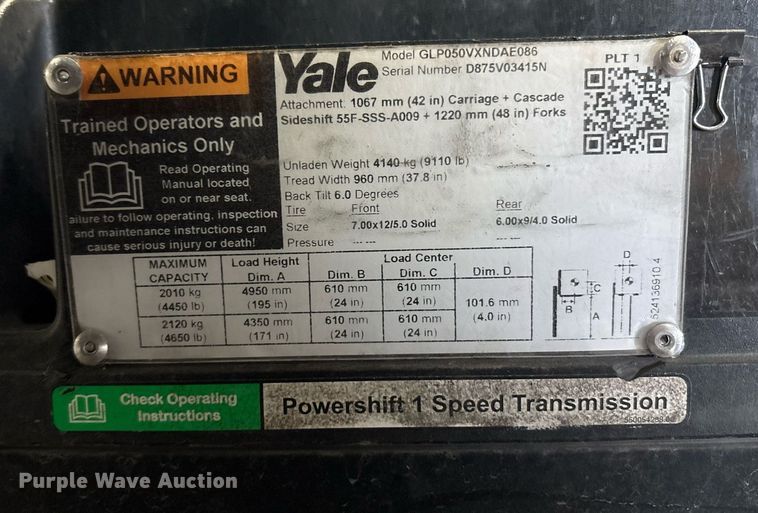 WARNING
Trained Operators and
Mechanics Only
Read Operating
Manual located
on or near seat.
ailure to follow operating, inspection
and maintenance instructions can
cause serious injury or death!
Yale
Model GLP050VXNDAE086
Serial Number D875V03415N
PLT 1
Attachment. 1067 mm (42 in) Carriage + Cascade
Sideshift 55F-SSS-A009 + 1220 mm (48 in) Forks
Unladen Weight 4140 kg (9110 lb)
Tread Width 960 mm (37.8 in)
Back Tilt 6.0 Degrees
Tire Front Rear
Size 7.00x12/5.0 Solid 6.00x9/4.0 Solid
Pressure --- --- --- ---
MAXIMUM CAPACITY Load Height Dim. A Load Center
Dim. B Dim. C Dim. D
2010 kg 4950 mm 610 mm 610 mm
(4450 lb) (195 in) (24 in) (24 in)
101.6 mm
(4.0 in)
2120 kg 4350 mm 610 mm 610 mm
(4650 lb) (171 in) (24 in) (24 in)
D
C
B
A
524136910 4
Check Operating
Instructions
Powershift 1 Speed Transmission
Purple Wave Auction